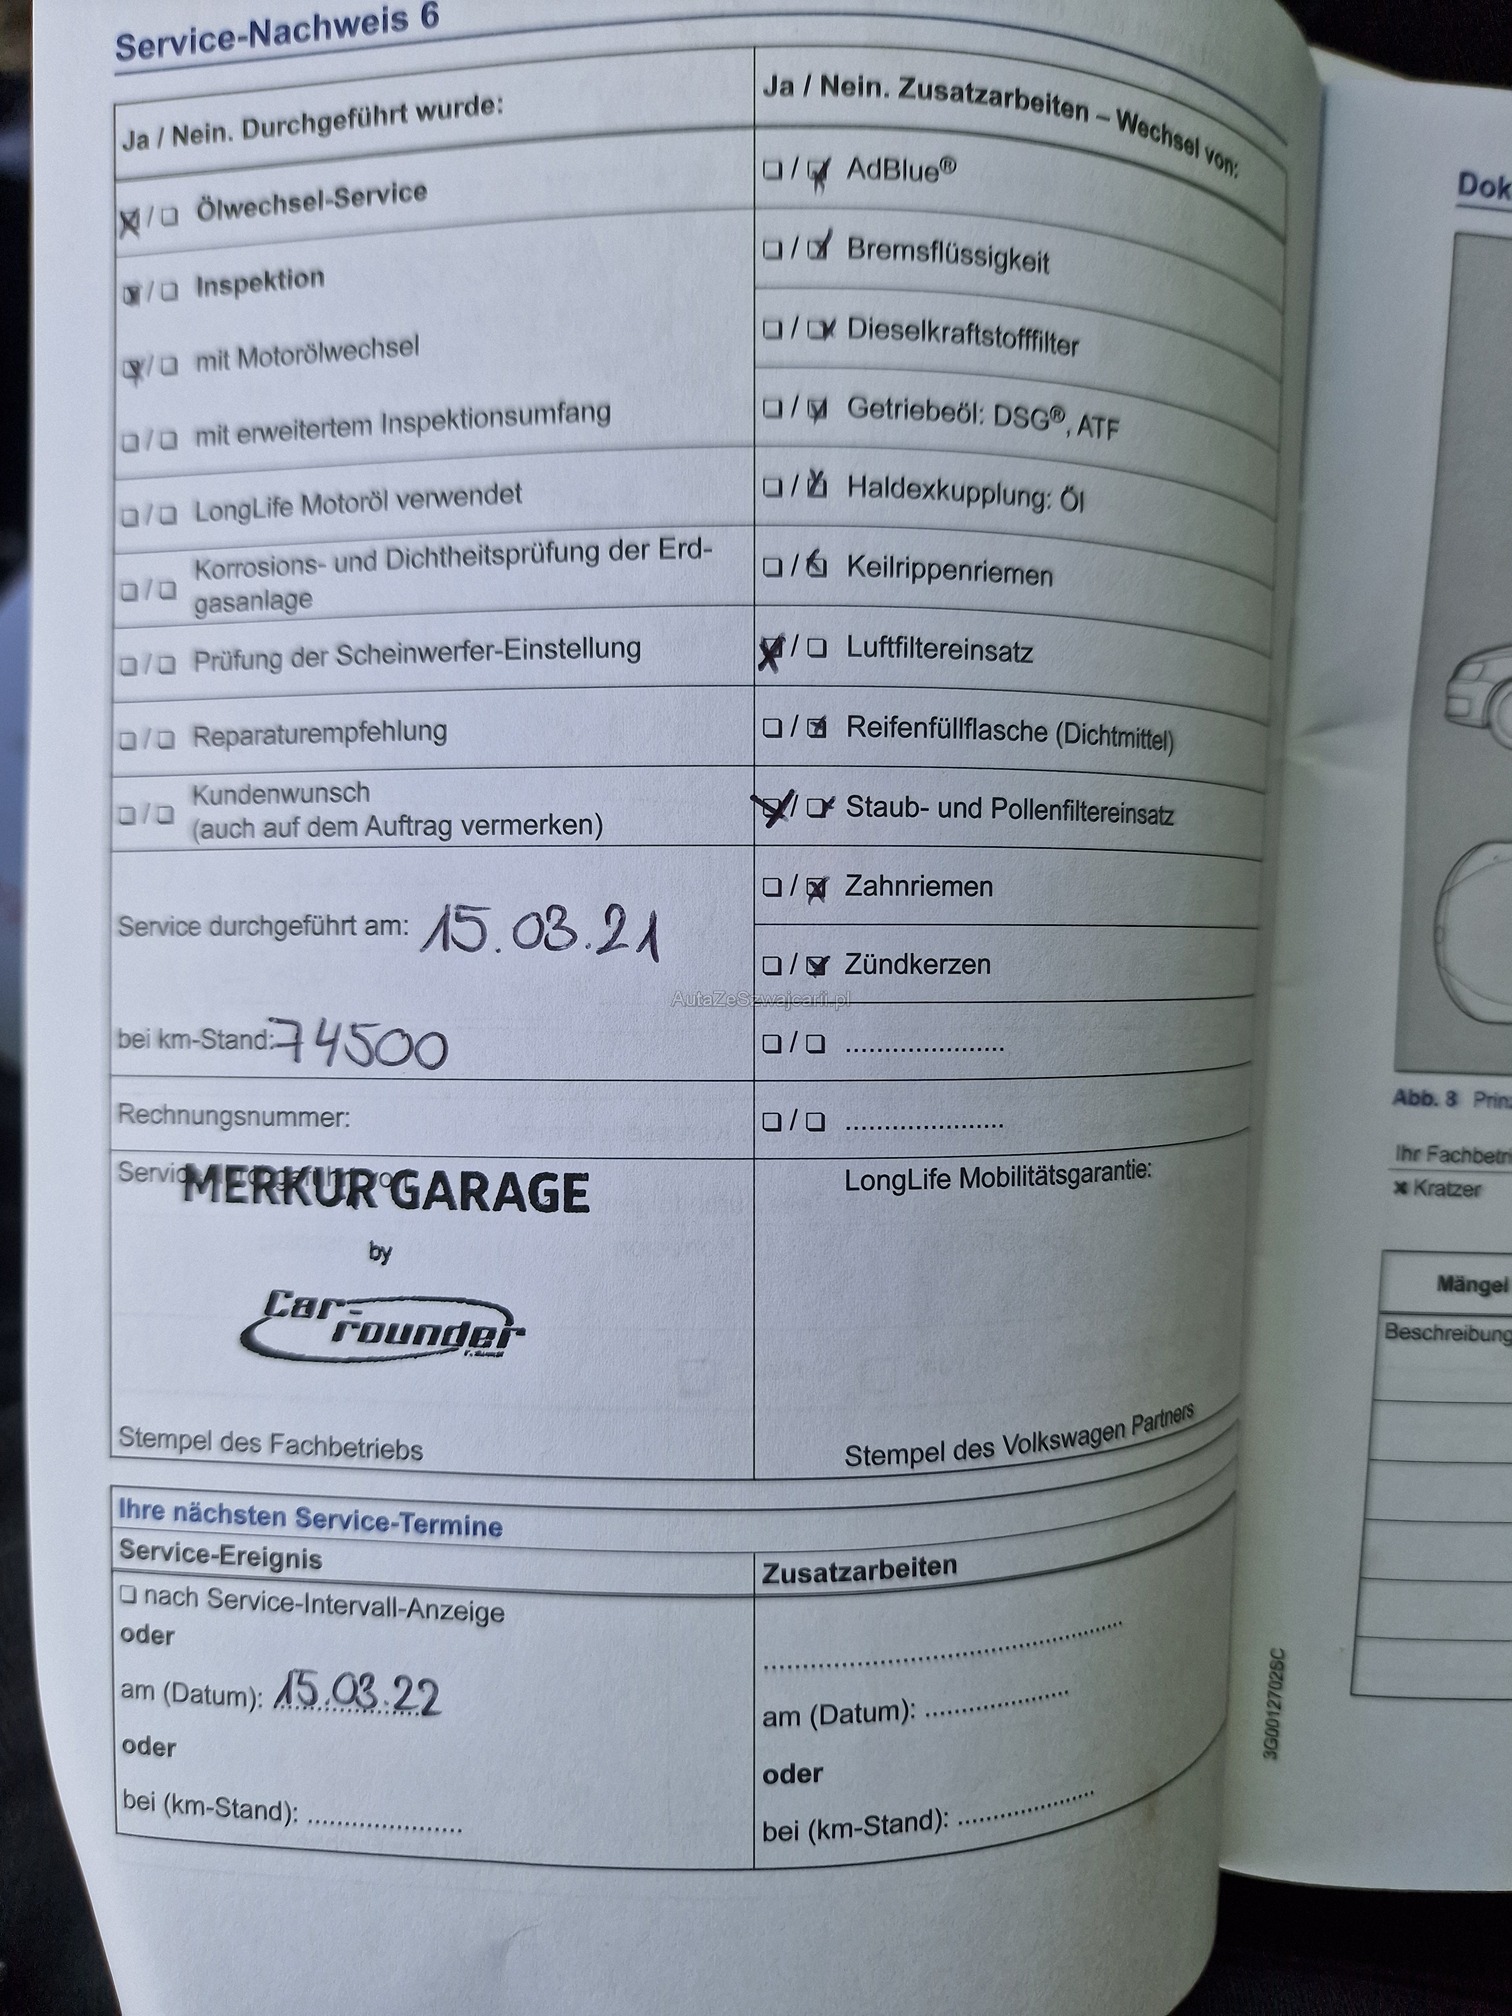 Service-Nachweis 6
Ja / Nein. Durchgeführt wurde:
☒ / ☐ Ölwechsel-Service
☒ / ☐ Inspektion
☒ / ☐ mit Motorölwechsel
☐ / ☐ mit erweitertem Inspektionsumfang
☐ / ☐ LongLife Motoröl verwendet
☐ / ☐ Korrosions- und Dichtheitsprüfung der Erd-
gasanlage
☐ / ☐ Prüfung der Scheinwerfer-Einstellung
☐ / ☐ Reparaturempfehlung
☐ / ☐ Kundenwunsch
(auch auf dem Auftrag vermerken)
Service durchgeführt am: 15.03.21
bei km-Stand: 74500
Rechnungsnummer:
MERKUR GARAGE
by
Car-
rounder
Stempel des Fachbetriebs
Ja / Nein. Zusatzarbeiten – Wechsel von:
☐ / ☒ AdBlue®
☐ / ☒ Bremsflüssigkeit
☐ / ☒ Dieselkraftstofffilter
☐ / ☒ Getriebeöl: DSG®, ATF
☐ / ☒ Haldexkupplung: Öl
☐ / ☒ Keilrippenriemen
☒ / ☐ Luftfiltereinsatz
☐ / ☒ Reifenfüllflasche (Dichtmittel)
☒ / ☒ Staub- und Pollenfiltereinsatz
☐ / ☒ Zahnriemen
☐ / ☒ Zündkerzen
☐ / ☐ ......................
☐ / ☐ ......................
LongLife Mobilitätsgarantie:
Stempel des Volkswagen Partners
AutaZeSzwajcarii.pl
Ihre nächsten Service-Termine
Service-Ereignis
☐ nach Service-Intervall-Anzeige
oder
am (Datum): 15.03.22
oder
bei (km-Stand): ......................
Zusatzarbeiten
......................
am (Datum): ......................
oder
bei (km-Stand): ......................
3G0012702SC
Dok
Abb. 8 Prin
Ihr Fachbetri
✖ Kratzer
Mängel
Beschreibung